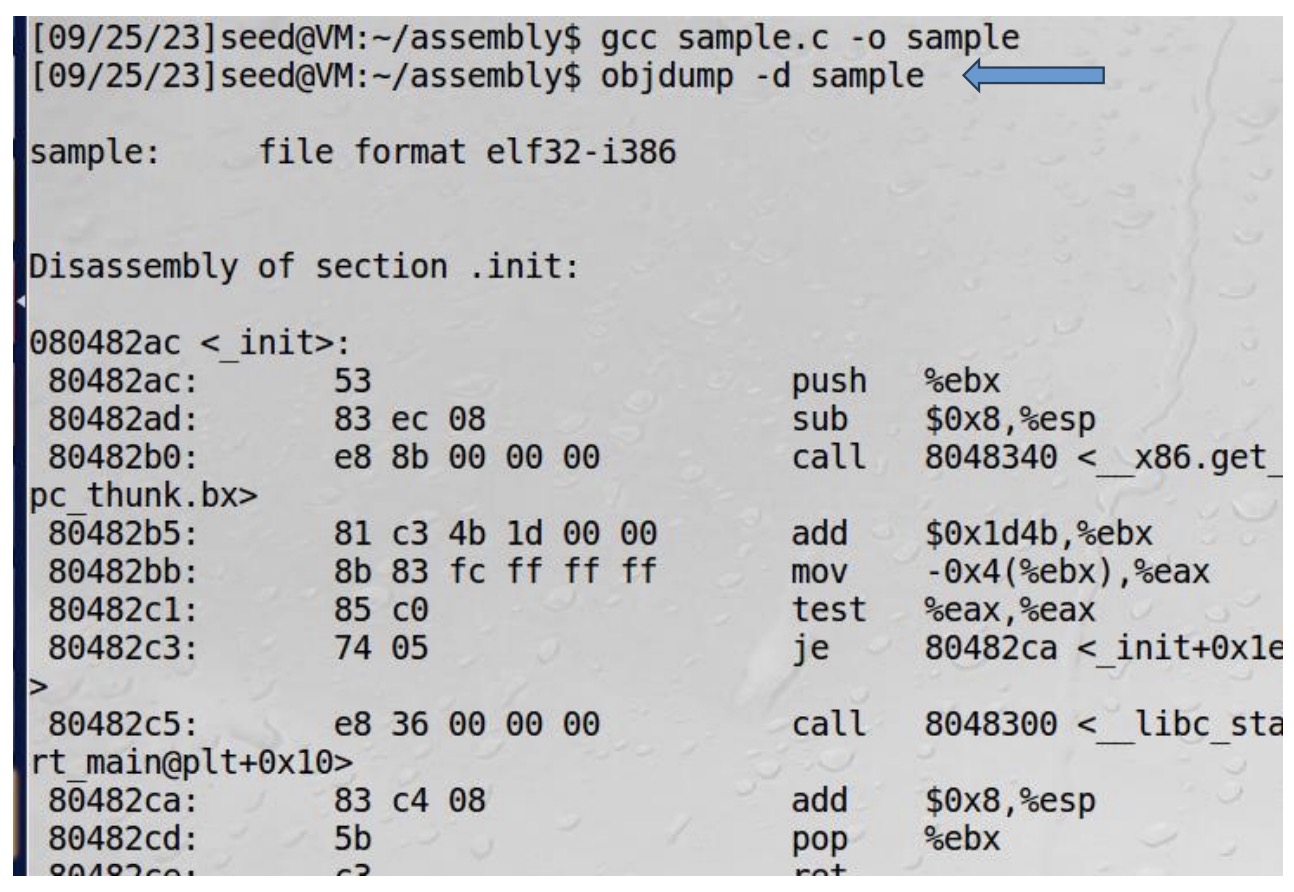 [09/25/23]seed@VM:~/assembly$ gcc sample.c -o sample
[09/25/23]seed@VM:~/assembly$ objdump -d sample
sample:     file format elf32-i386
Disassembly of section .init:
080482ac <_init>:
 80482ac:       53                      push   %ebx
 80482ad:       83 ec 08                sub    $0x8,%esp
 80482b0:       e8 8b 00 00 00          call   8048340 <__x86.get_
pc_thunk.bx>
 80482b5:       81 c3 4b 1d 00 00       add    $0x1d4b,%ebx
 80482bb:       8b 83 fc ff ff ff       mov    -0x4(%ebx),%eax
 80482c1:       85 c0                   test   %eax,%eax
 80482c3:       74 05                   je     80482ca <_init+0x1e
>
 80482c5:       e8 36 00 00 00          call   8048300 <__libc_sta
rt_main@plt+0x10>
 80482ca:       83 c4 08                add    $0x8,%esp
 80482cd:       5b                      pop    %ebx
 80482ce:       c3                      ret